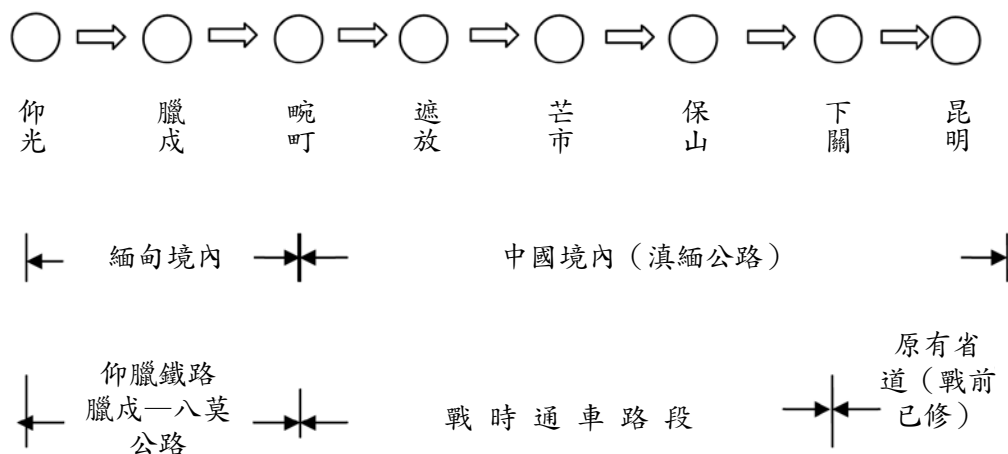 仰光
臘戍
畹町
遮放
芒市
保山
下關
昆明
緬甸境內
中國境內（滇緬公路）
仰臘鐵路
臘戍—八莫
公路
戰時通車路段
原有省
道（戰前
已修）